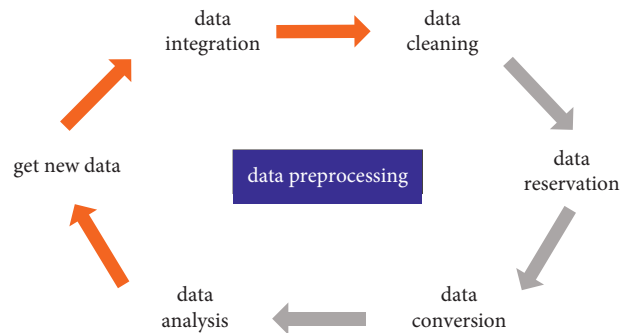 data
integration
data
cleaning
get new data
data preprocessing
data
reservation
data
analysis
data
conversion